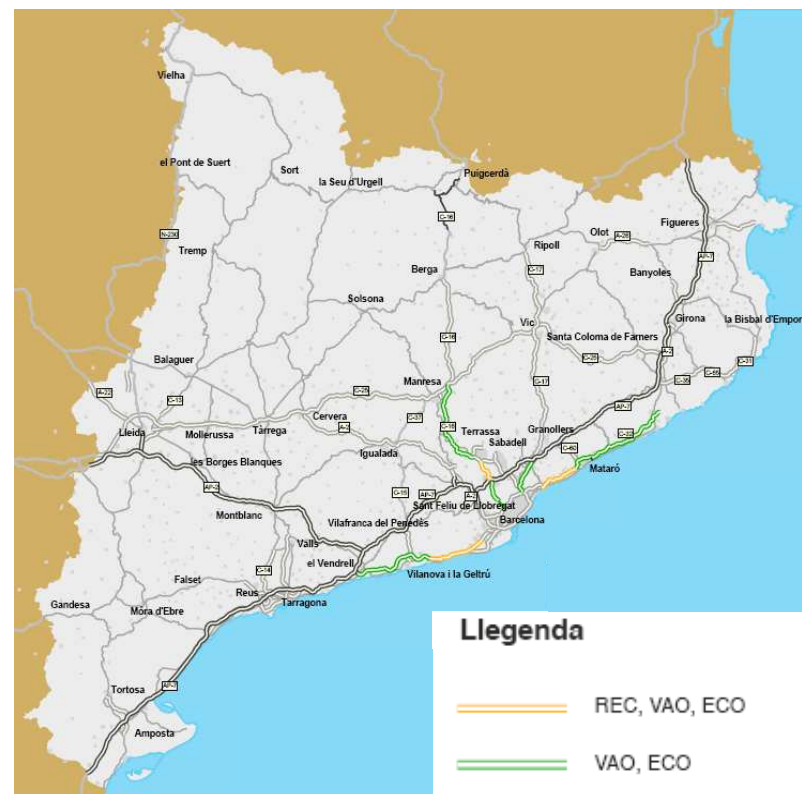 Vielha
el Pont de Suert
Sort
la Seu d'Urgell
Puigcerdà
C-16
N-230
Tremp
Berga
Ripoll
Olot
A-26
Figueres
C-17
Banyoles
AP-7
Solsona
Vic
Santa Coloma de Farners
Girona
la Bisbal d'Empor
C-16
C-25
A-2
C-31
Balaguer
Manresa
C-17
C-35
C-65
A-22
C-13
C-25
Lleida
Mollerussa
Tàrrega
Cervera
A-2
C-37
C-16
Terrassa
Sabadell
Granollers
AP-7
C-60
C-32
Igualada
Mataró
les Borges Blanques
AP-2
C-15
AP-7
A-2
Sant Feliu de Llobregat
Montblanc
Vilafranca del Penedès
Barcelona
Valls
el Vendrell
C-14
Vilanova i la Geltrú
Falset
Reus
Tarragona
Gandesa
Móra d'Ebre
Tortosa
AP-7
Amposta
Llegenda
REC, VAO, ECO
VAO, ECO